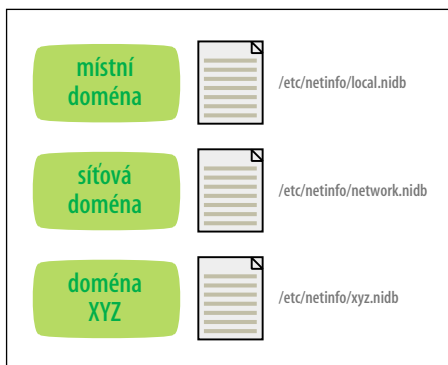 místní
doména
/etc/netinfo/local.nidb
síťová
doména
/etc/netinfo/network.nidb
doména
XYZ
/etc/netinfo/xyz.nidb